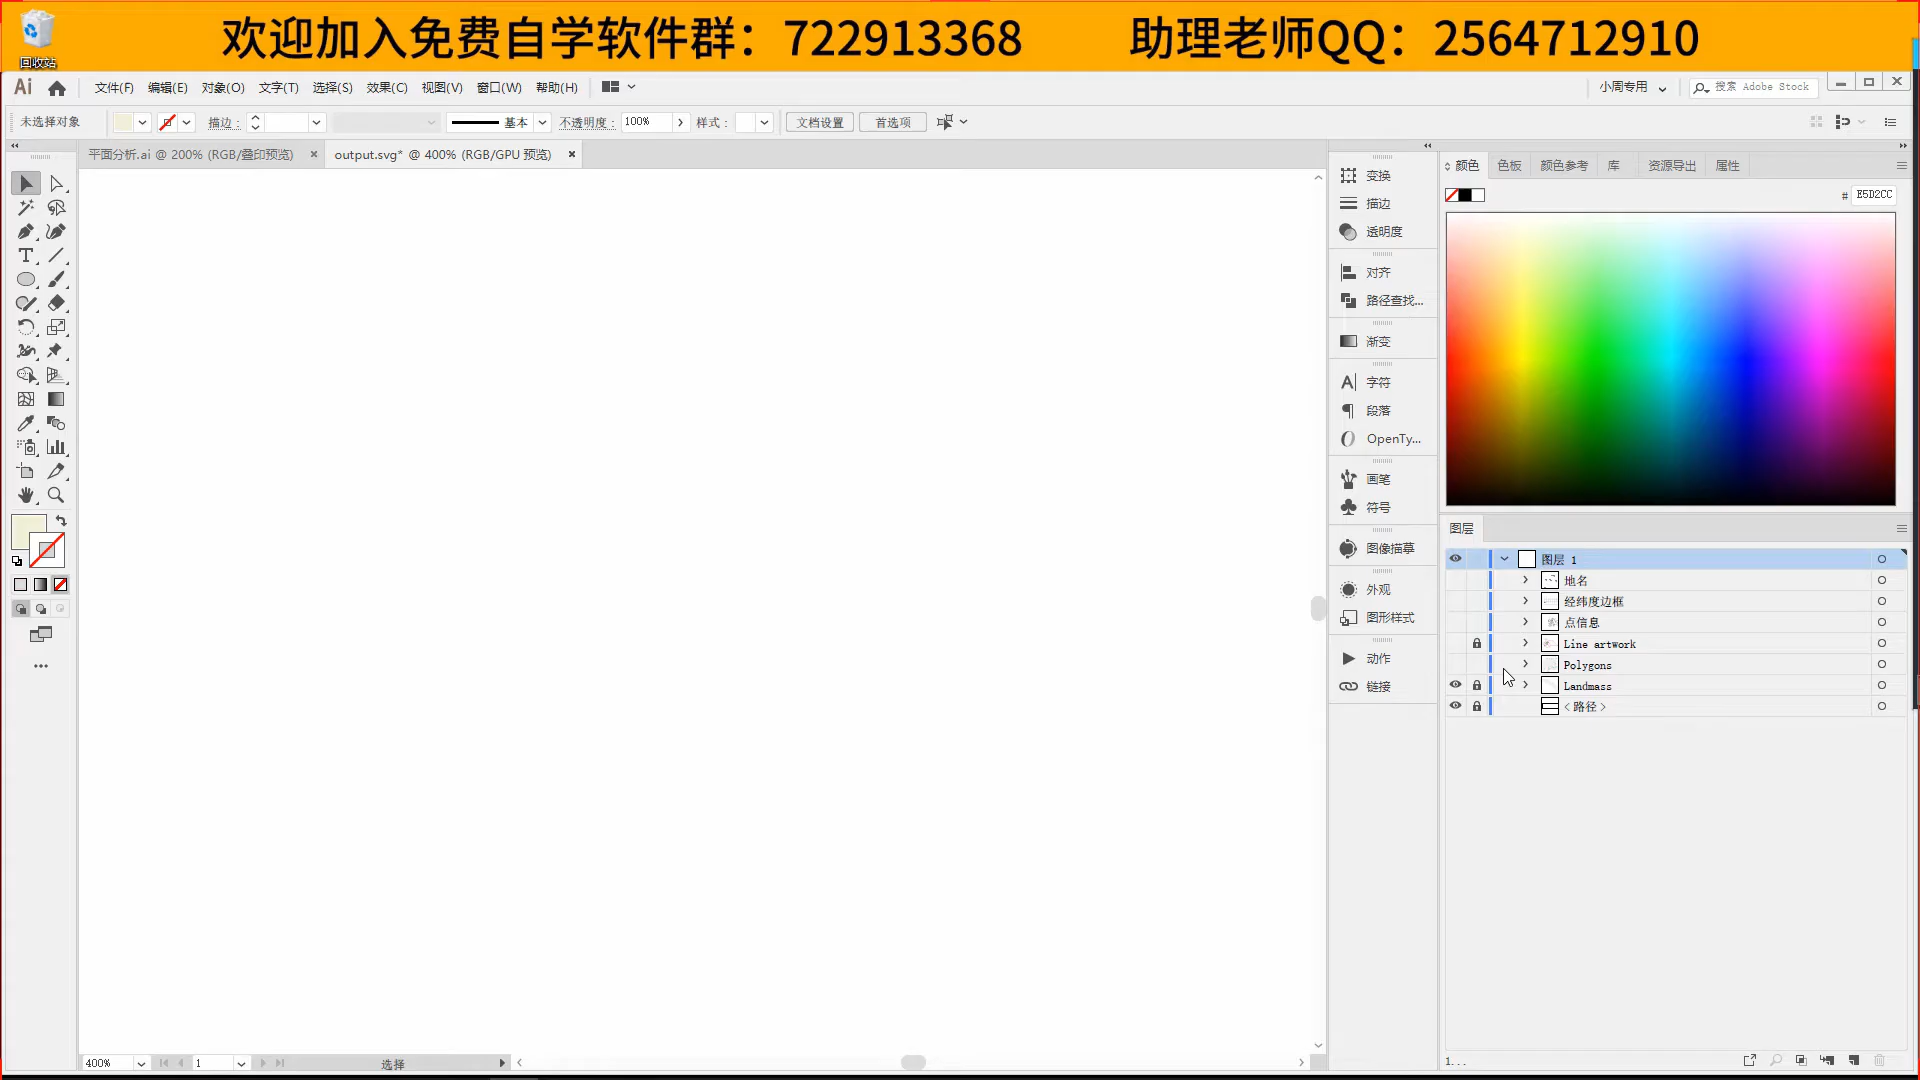 欢迎加入免费自学软件群：722913368 助理老师QQ：2564712910
回收站
Ai 文件(F) 编辑(E) 对象(O) 文字(T) 选择(S) 效果(C) 视图(V) 窗口(W) 帮助(H) 小周专用 搜索 Adobe Stock
未选择对象 描边: 基本 不透明度: 100% 样式: 文档设置 首选项
平面分析.ai @ 200% (RGB/叠印预览) output.svg* @ 400% (RGB/GPU 预览)
变换
描边
透明度
对齐
路径查找...
渐变
字符
段落
OpenTy...
画笔
符号
图像描摹
外观
图形样式
动作
链接
颜色 色板 颜色参考 库 资源导出 属性
# E5D2CC
图层
图层 1
地名
经纬度边框
点信息
Line artwork
Polygons
Landmass
<路径>
1...
400% 1 选择